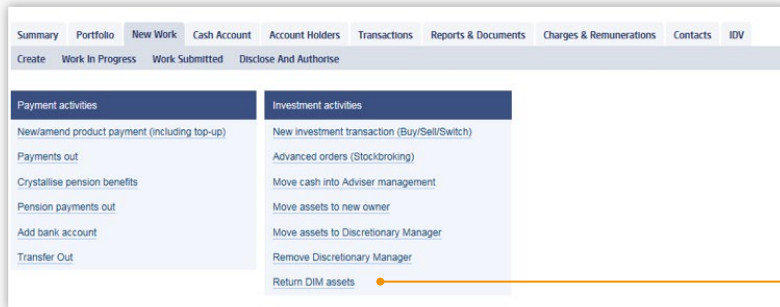 Summary Portfolio New Work Cash Account Account Holders Transactions Reports & Documents Charges & Remunerations Contacts IDV
Create Work In Progress Work Submitted Disclose And Authorise
Payment activities
New/amend product payment (including top-up)
Payments out
Crystallise pension benefits
Pension payments out
Add bank account
Transfer Out
Investment activities
New investment transaction (Buy/Sell/Switch)
Advanced orders (Stockbroking)
Move cash into Adviser management
Move assets to new owner
Move assets to Discretionary Manager
Remove Discretionary Manager
Return DIM assets